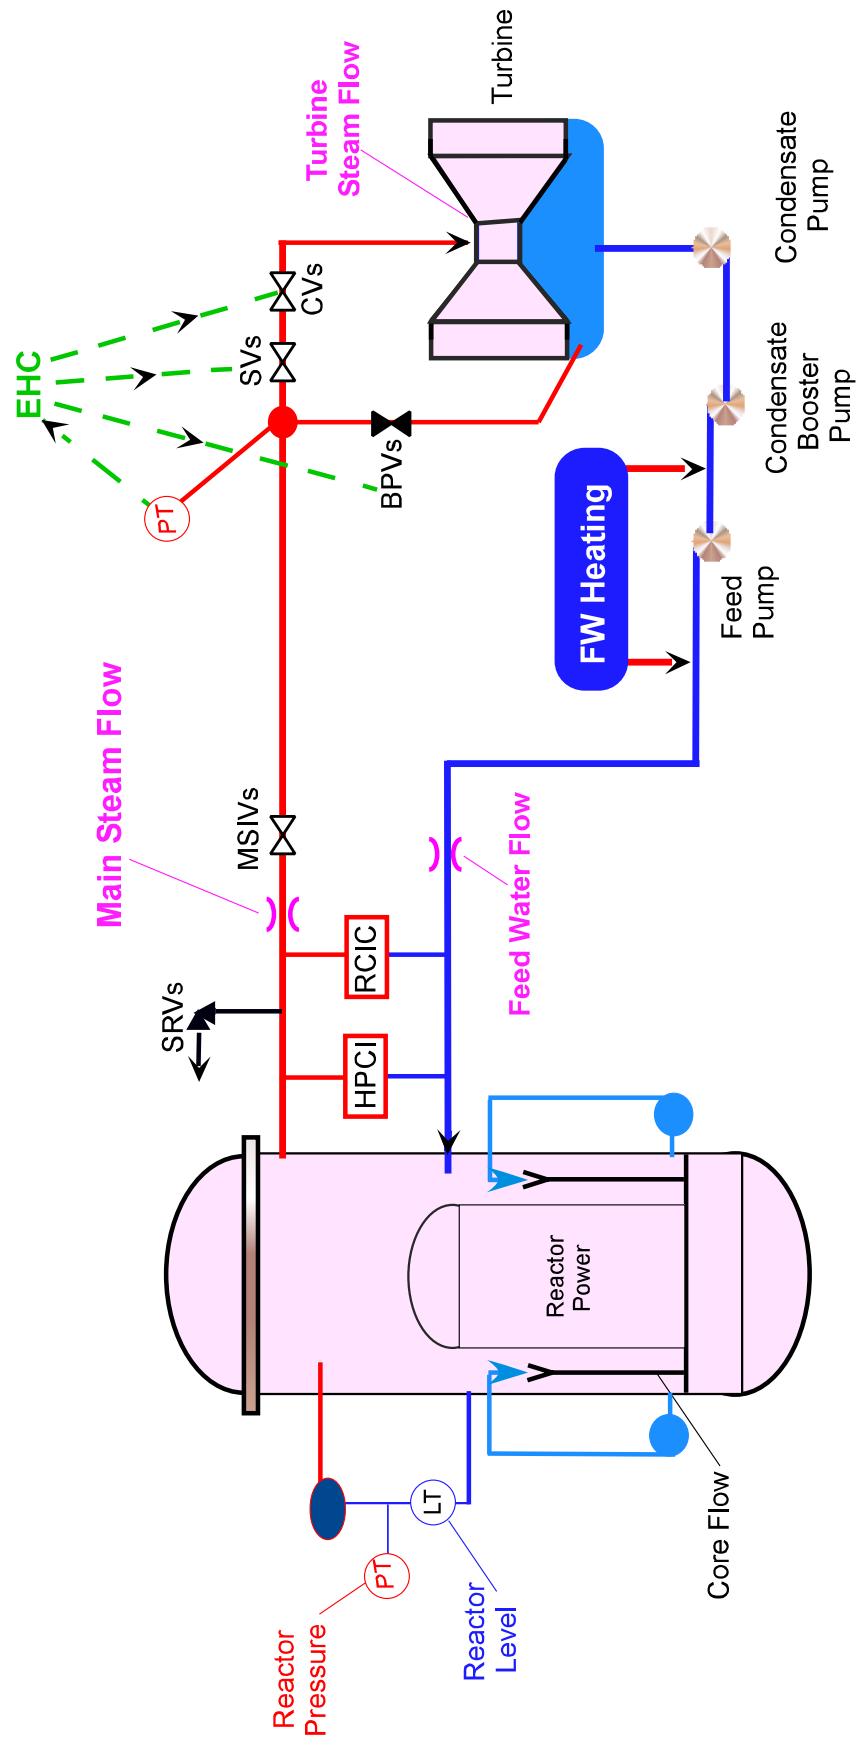 Reactor
Pressure
PT
Reactor
Level
LT
Core Flow
Reactor
Power
SRVs
HPCI
RCIC
Main Steam Flow
MSIVs
Feed Water Flow
EHC
PT
SVs
CVs
BPVs
Turbine
Steam Flow
Turbine
FW Heating
Feed
Pump
Condensate
Booster
Pump
Condensate
Pump